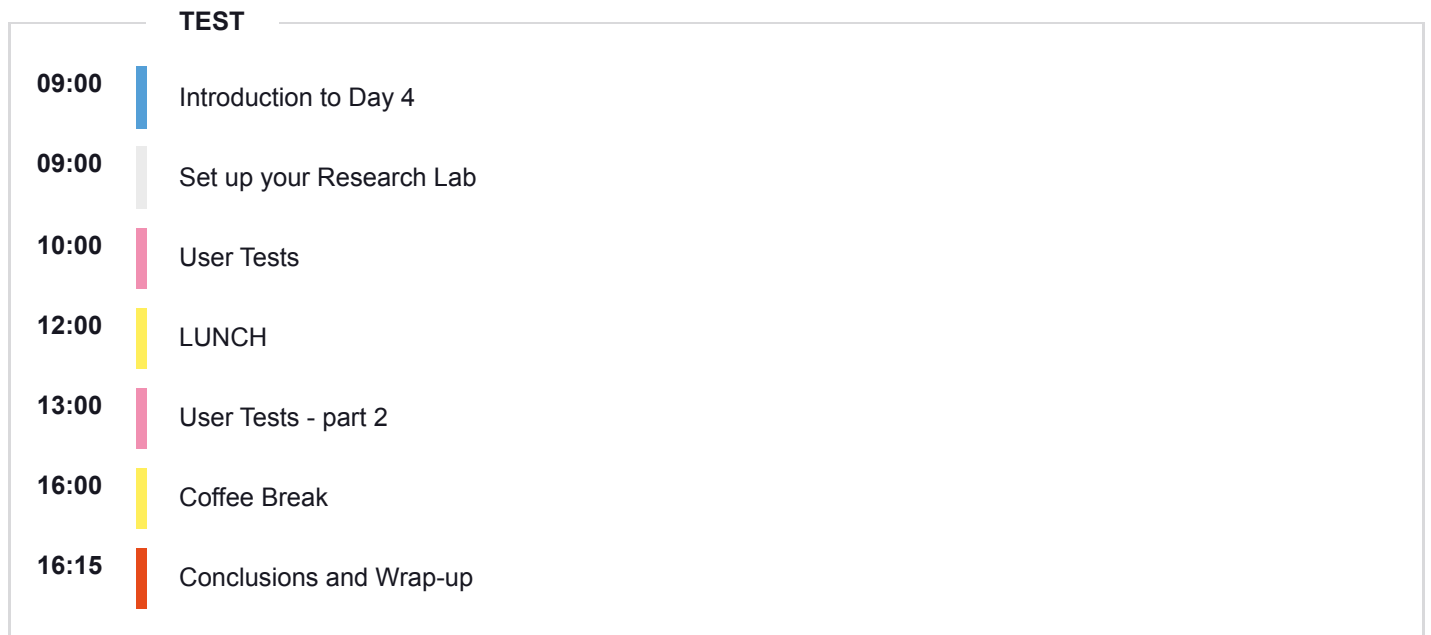 TEST
09:00 Introduction to Day 4
09:00 Set up your Research Lab
10:00 User Tests
12:00 LUNCH
13:00 User Tests - part 2
16:00 Coffee Break
16:15 Conclusions and Wrap-up